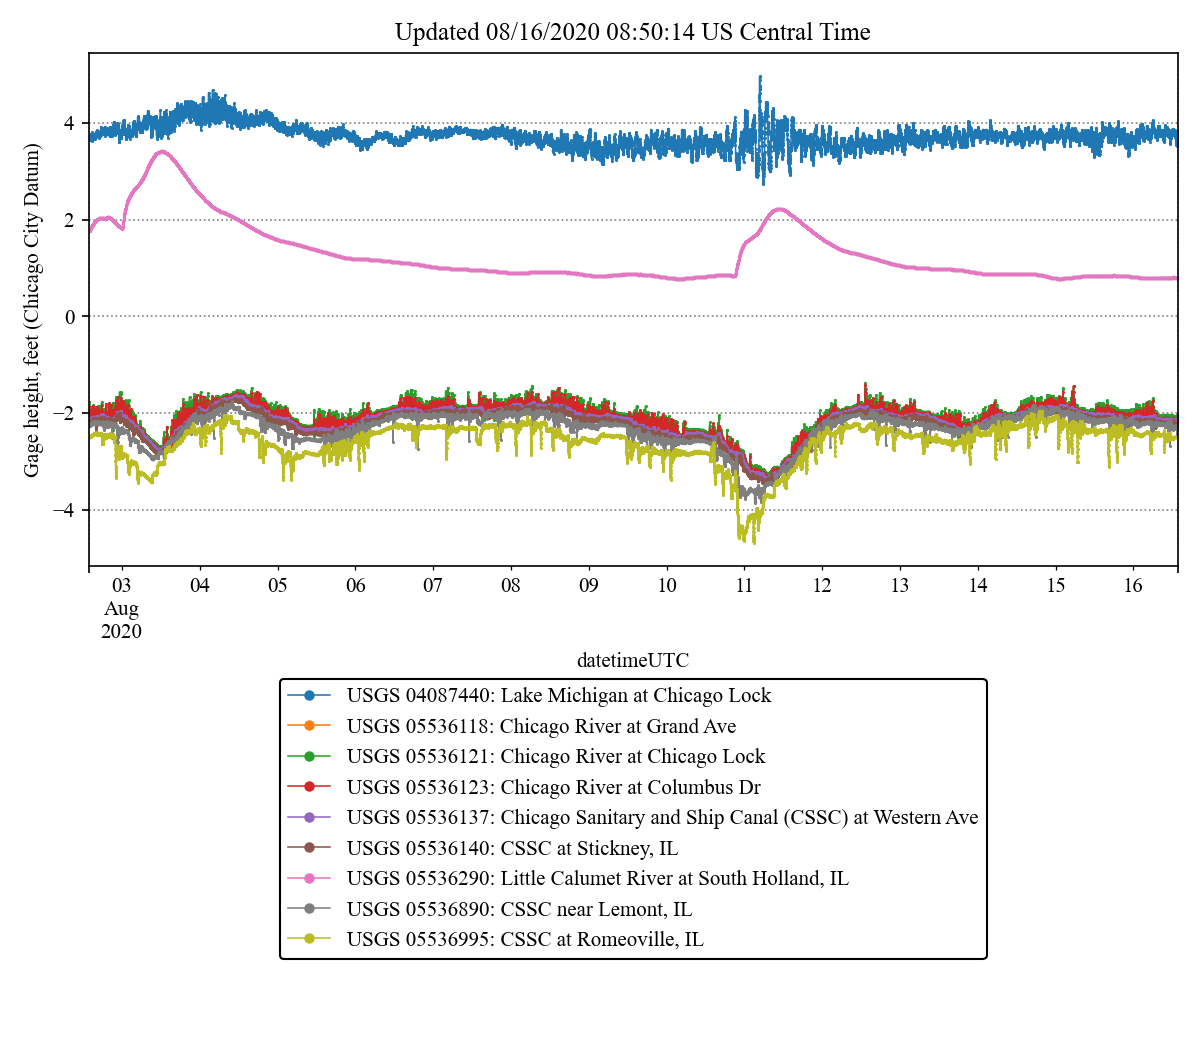 Updated 08/16/2020 08:50:14 US Central Time
Gage height, feet (Chicago City Datum)
4
2
0
−2
−4
03 04 05 06 07 08 09 10 11 12 13 14 15 16
Aug
2020
datetimeUTC
USGS 04087440: Lake Michigan at Chicago Lock
USGS 05536118: Chicago River at Grand Ave
USGS 05536121: Chicago River at Chicago Lock
USGS 05536123: Chicago River at Columbus Dr
USGS 05536137: Chicago Sanitary and Ship Canal (CSSC) at Western Ave
USGS 05536140: CSSC at Stickney, IL
USGS 05536290: Little Calumet River at South Holland, IL
USGS 05536890: CSSC near Lemont, IL
USGS 05536995: CSSC at Romeoville, IL